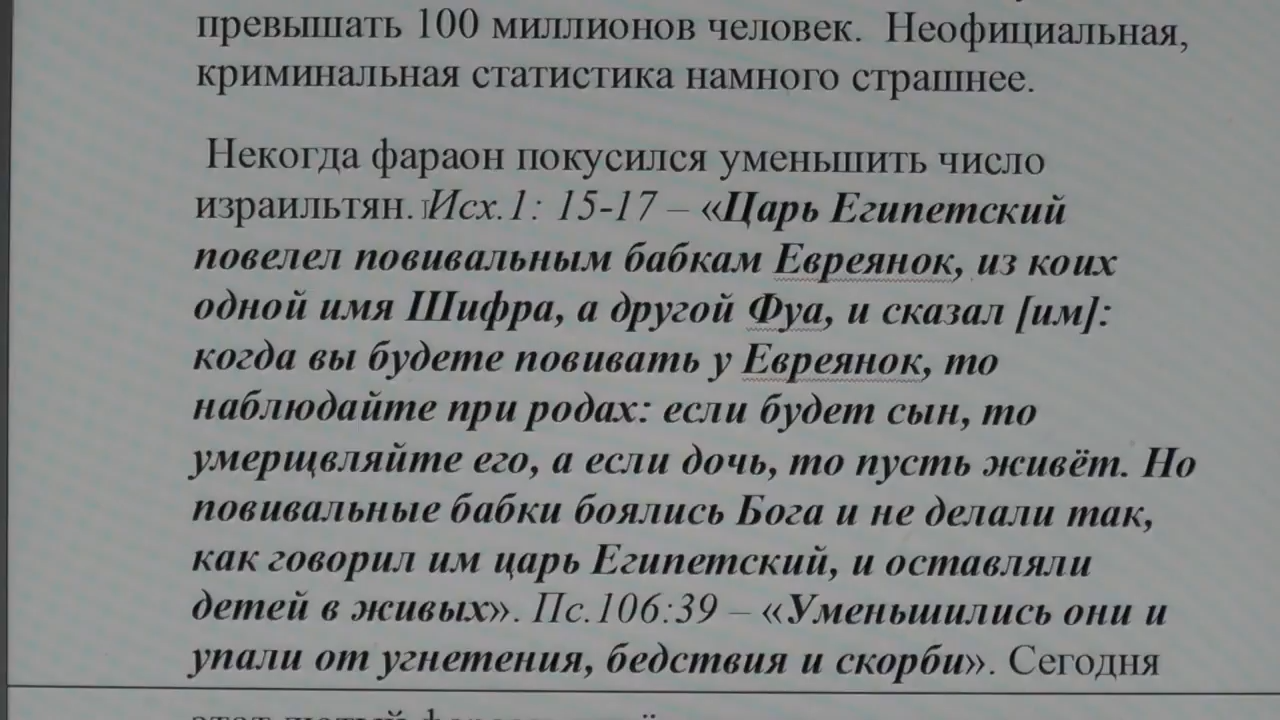 превышать 100 миллионов человек. Неофициальная,
криминальная статистика намного страшнее.
Некогда фараон покусился уменьшить число
израильтян. Исх.1: 15-17 – «Царь Египетский
повелел повивальным бабкам Евреянок, из коих
одной имя Шифра, а другой Фуа, и сказал [им]:
когда вы будете повивать у Евреянок, то
наблюдайте при родах: если будет сын, то
умерщвляйте его, а если дочь, то пусть живёт. Но
повивальные бабки боялись Бога и не делали так,
как говорил им царь Египетский, и оставляли
детей в живых». Пс.106:39 – «Уменьшились они и
упали от угнетения, бедствия и скорби». Сегодня